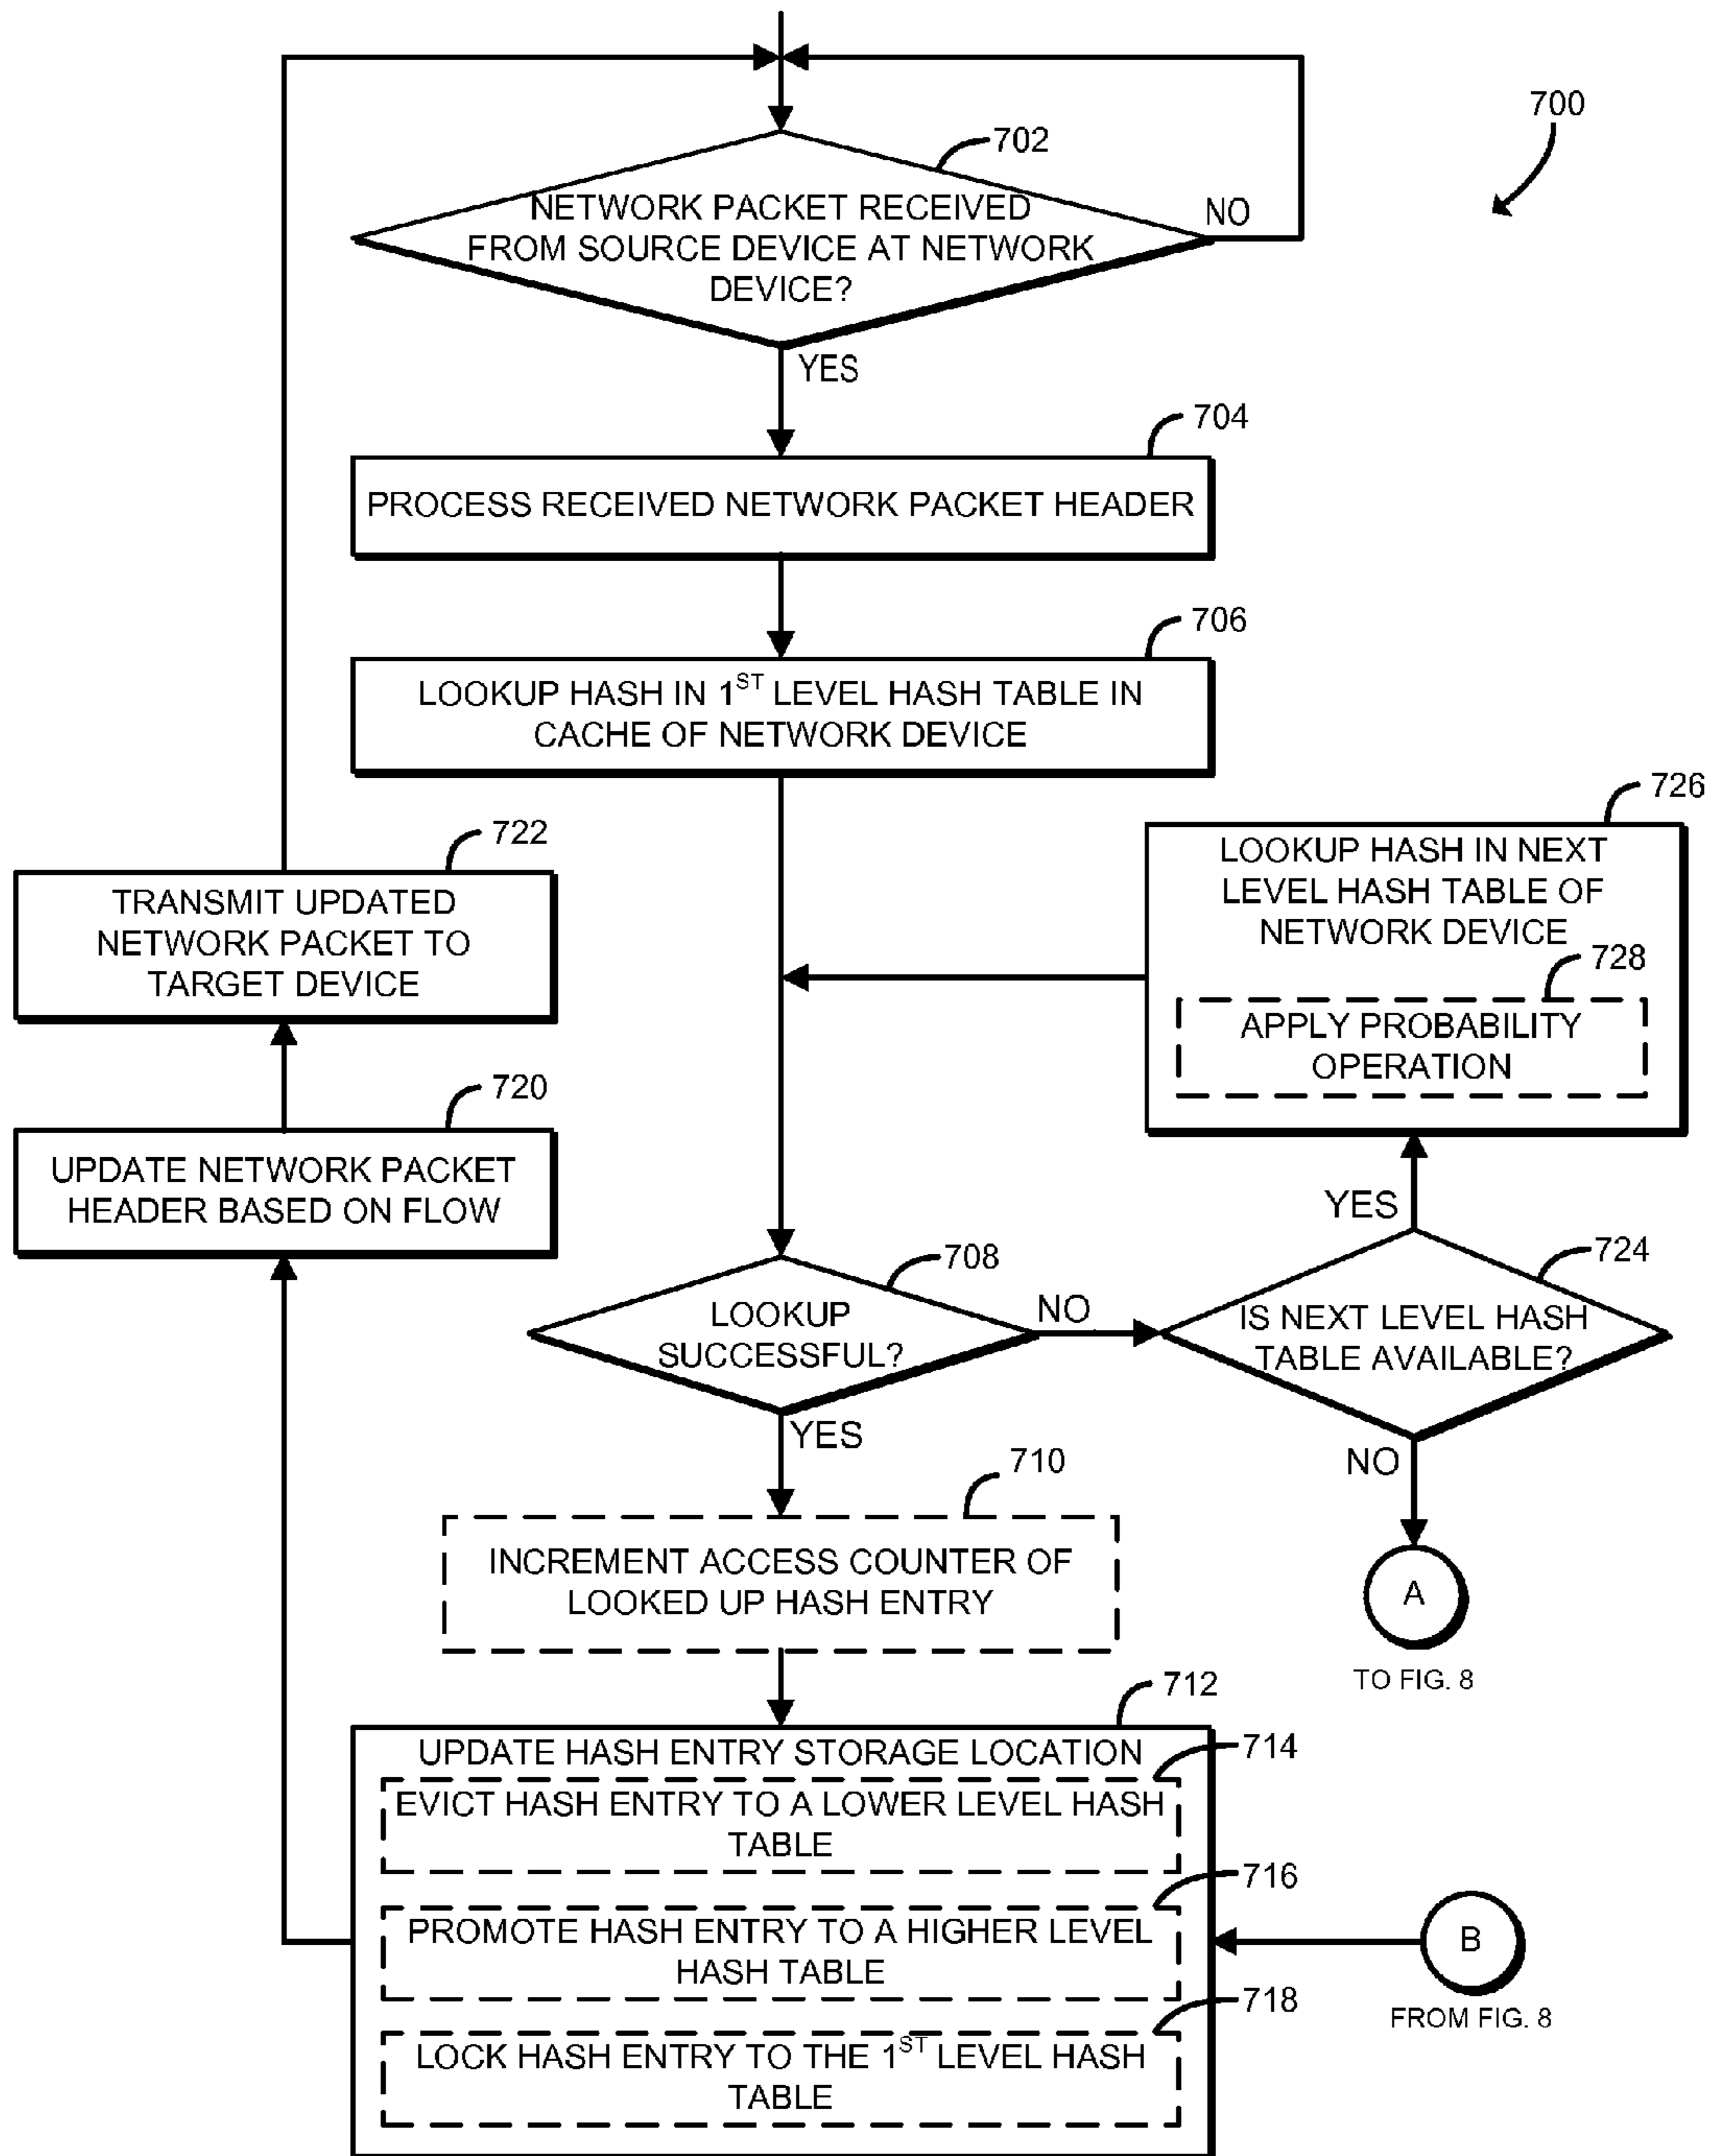 700
702
NETWORK PACKET RECEIVED
FROM SOURCE DEVICE AT NETWORK
DEVICE?
NO
YES
704
PROCESS RECEIVED NETWORK PACKET HEADER
706
LOOKUP HASH IN 1ST LEVEL HASH TABLE IN
CACHE OF NETWORK DEVICE
726
LOOKUP HASH IN NEXT
LEVEL HASH TABLE OF
NETWORK DEVICE
728
APPLY PROBABILITY
OPERATION
722
TRANSMIT UPDATED
NETWORK PACKET TO
TARGET DEVICE
720
UPDATE NETWORK PACKET
HEADER BASED ON FLOW
708
LOOKUP
SUCCESSFUL?
NO
YES
724
IS NEXT LEVEL HASH
TABLE AVAILABLE?
YES
NO
A
TO FIG. 8
710
INCREMENT ACCESS COUNTER OF
LOOKED UP HASH ENTRY
712
UPDATE HASH ENTRY STORAGE LOCATION
714
EVICT HASH ENTRY TO A LOWER LEVEL HASH
TABLE
716
PROMOTE HASH ENTRY TO A HIGHER LEVEL
HASH TABLE
718
LOCK HASH ENTRY TO THE 1ST LEVEL HASH
TABLE
B
FROM FIG. 8